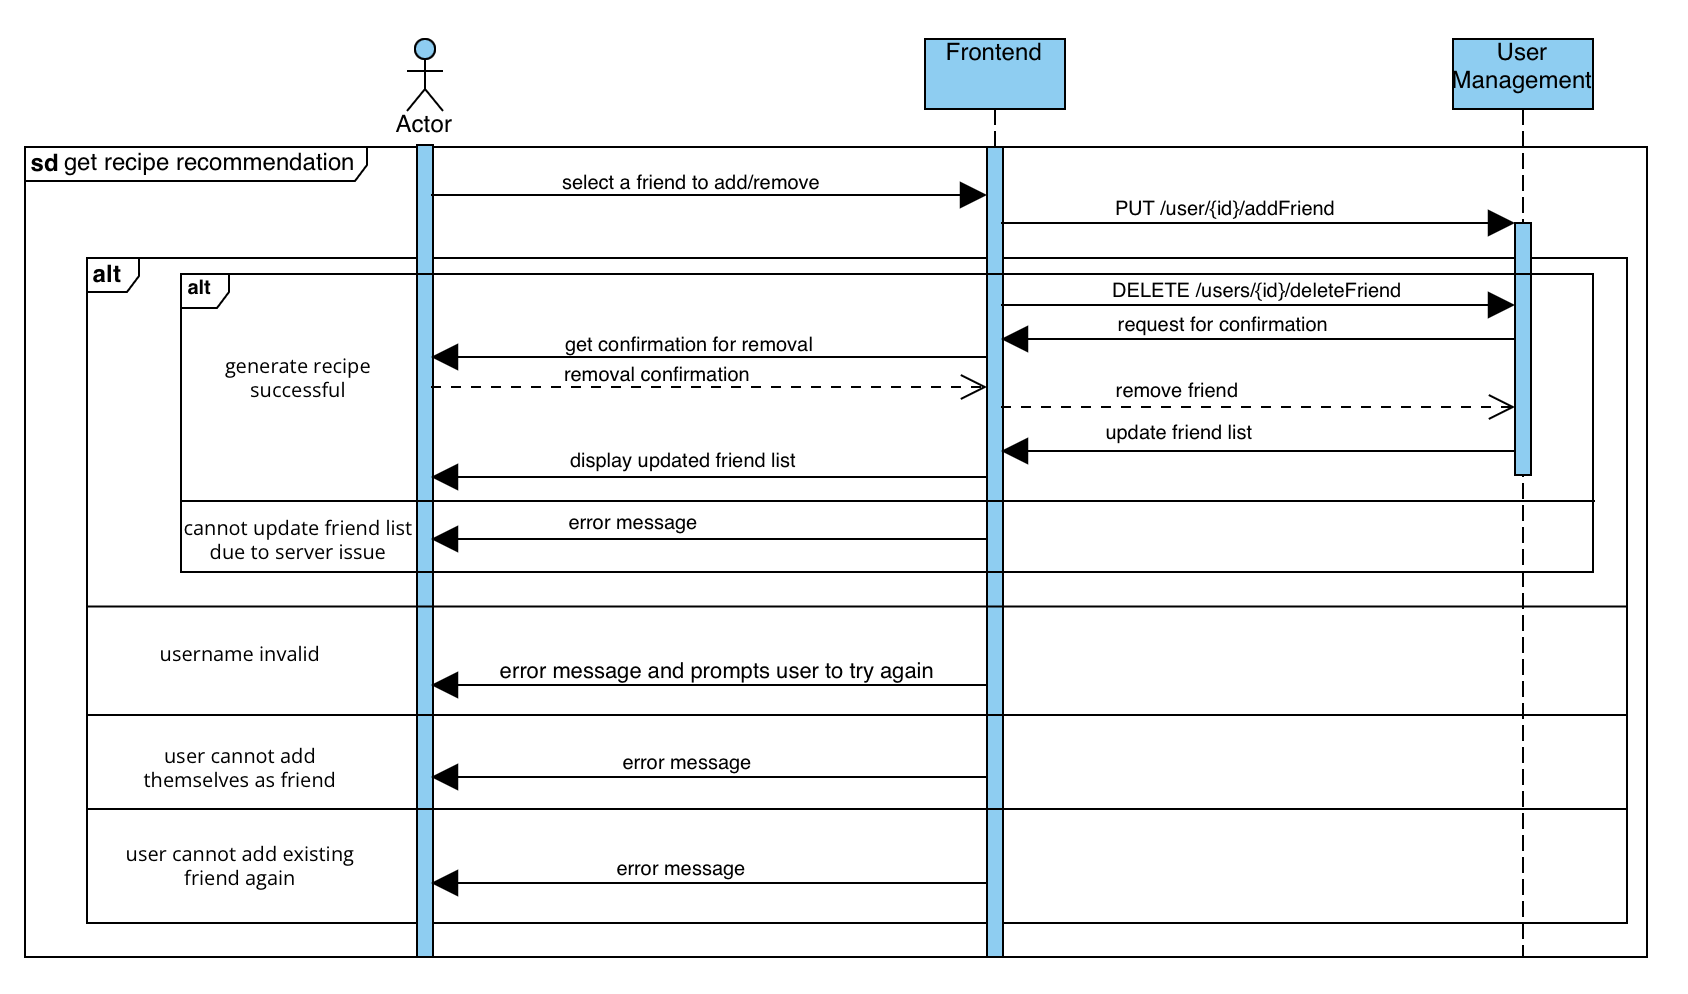 Actor
Frontend
User
Management
sd get recipe recommendation
select a friend to add/remove
PUT /user/{id}/addFriend
alt
alt
DELETE /users/{id}/deleteFriend
request for confirmation
get confirmation for removal
generate recipe
successful
removal confirmation
remove friend
update friend list
display updated friend list
cannot update friend list
due to server issue
error message
username invalid
error message and prompts user to try again
user cannot add
themselves as friend
error message
user cannot add existing
friend again
error message